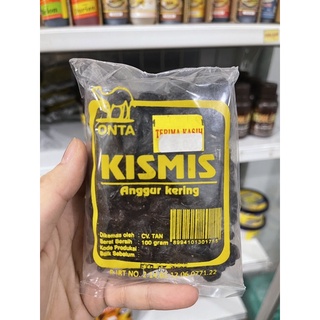 ONTA
TERIMA KASIH
KISMIS
Anggur kering
Dikemas oleh : CV. TAN
Berat Bersih : 100 gram
Kode Produksi
Baik Sebelum